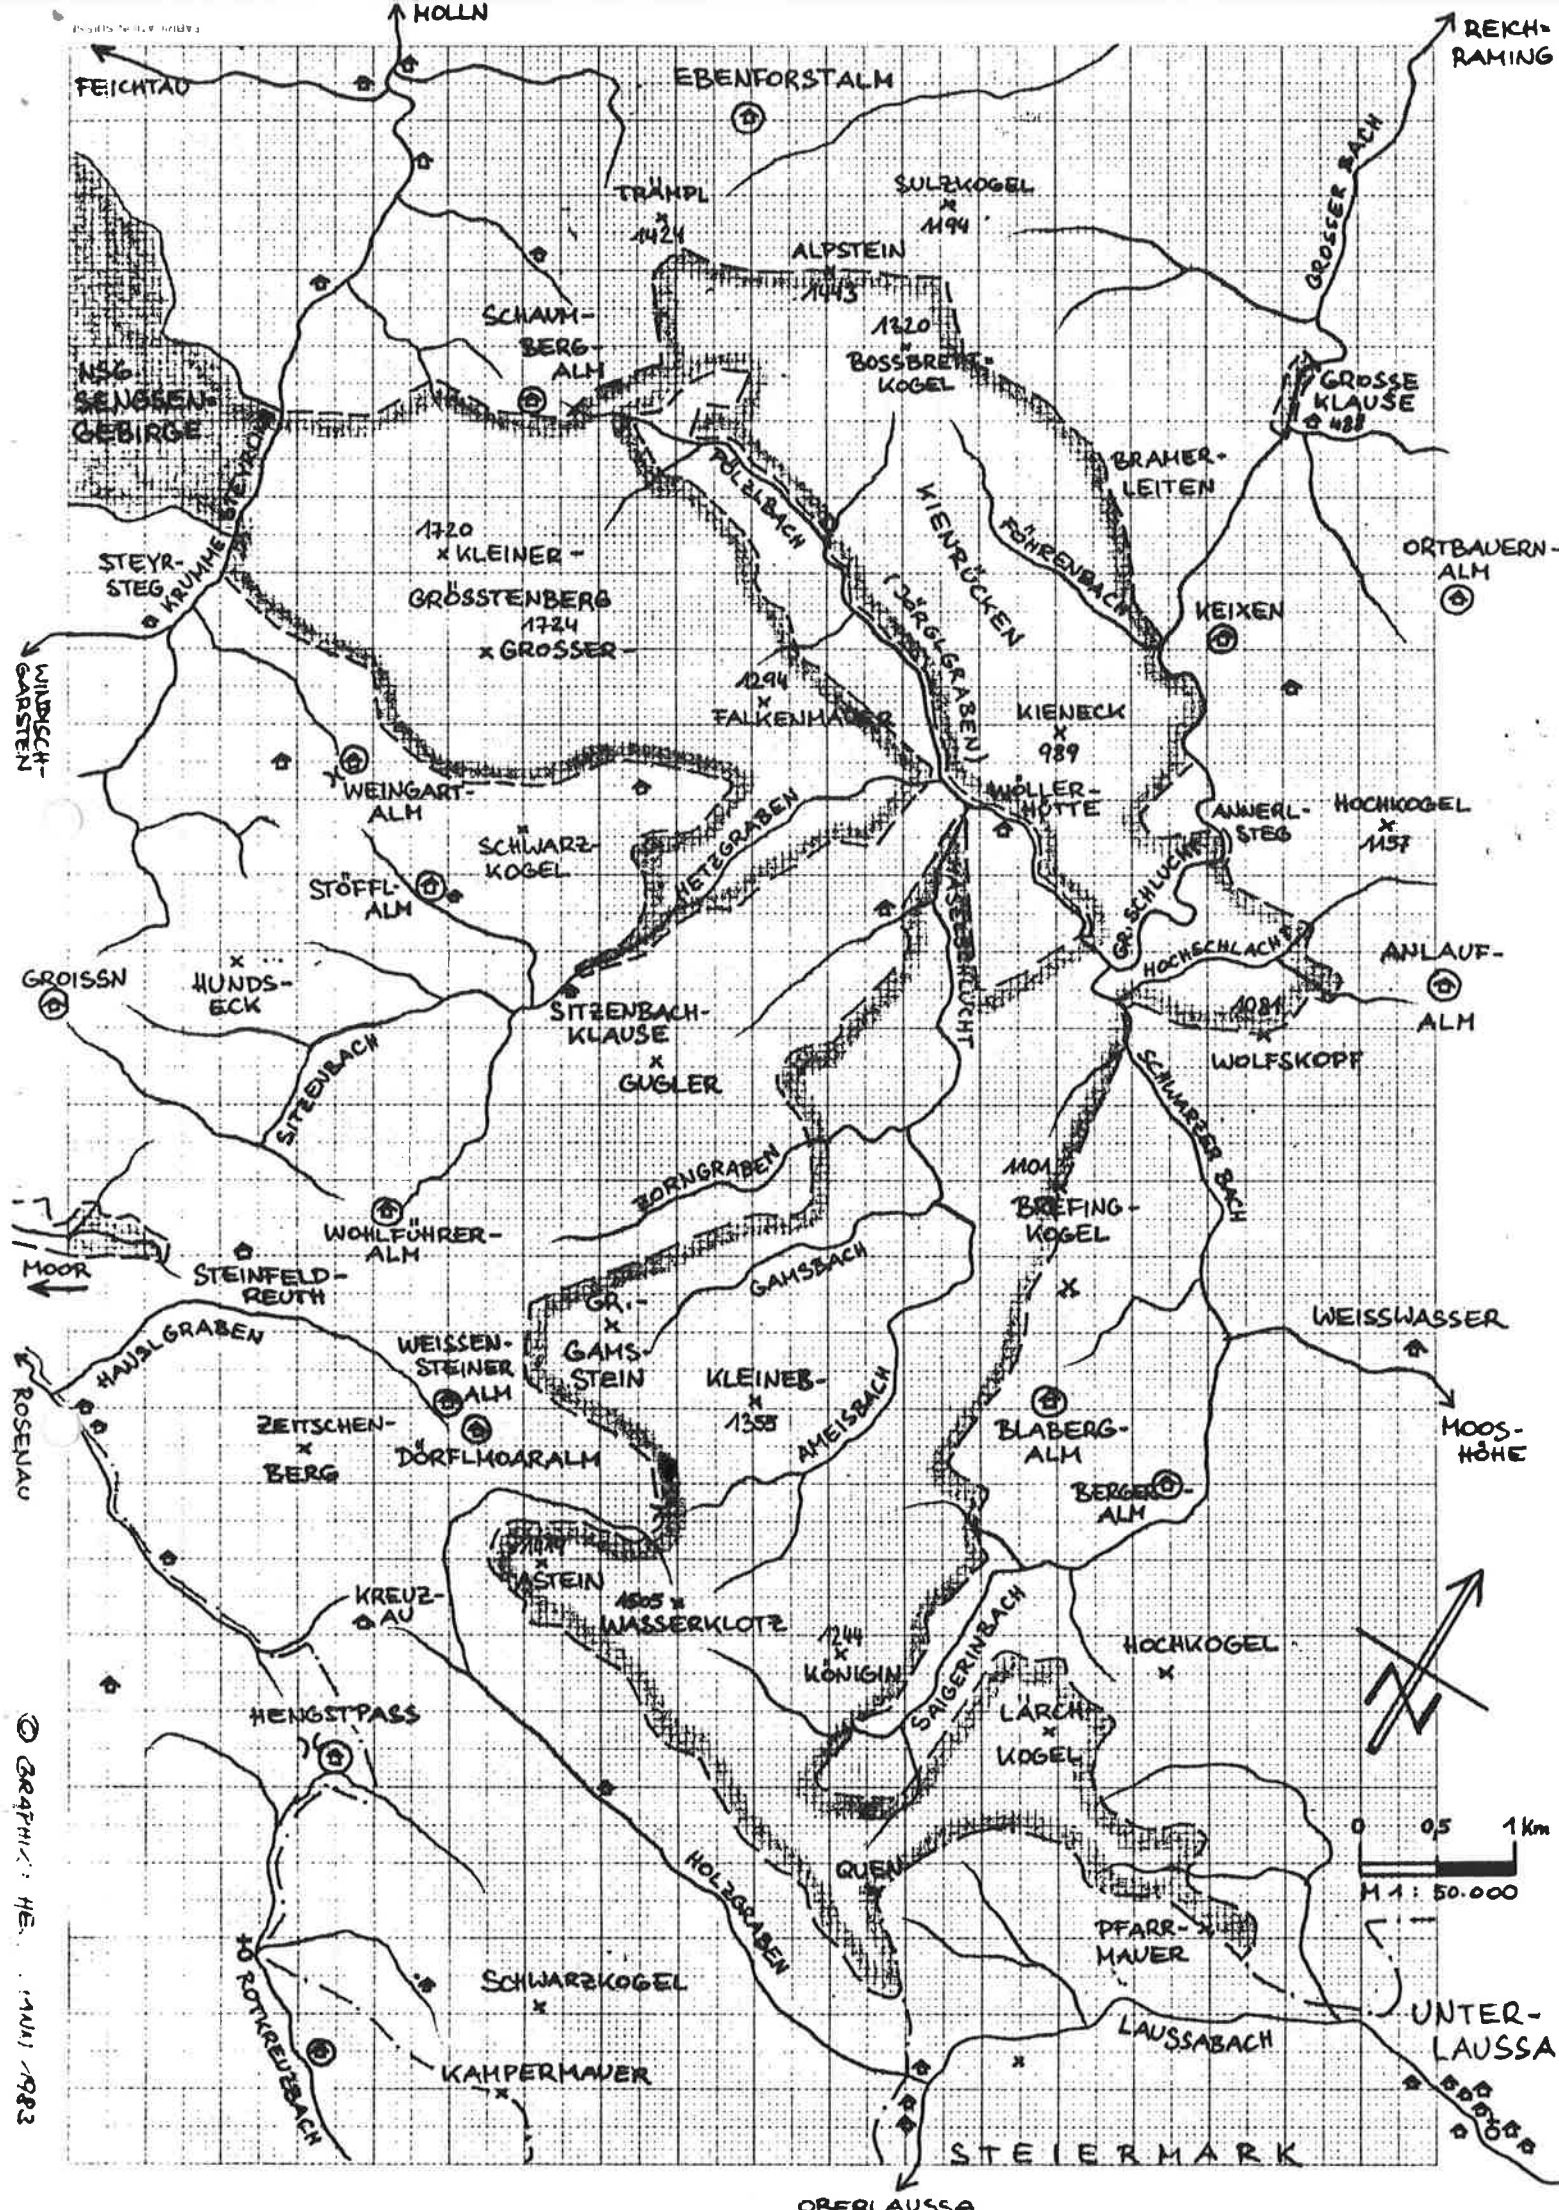 MOLLN
REICH=
RAMING
FEICHTAU
EBENFORSTALM
GROSSER BACH
TRÄMPL
1424
SULZKOGEL
1194
ALPSTEIN
1443
SCHAUM-
BERG-
ALM
1320
BOSSBRETT=
KOGEL
NSG.
SENGSEN=
GEBIRGE
GROSSE
KLAUSE
488
BRAMER-
LEITEN
PÖLZLBACH
KIENRÜCKEN
FÖHRENBACH
1720
KLEINER-
GRÖSSTENBERG
1724
GROSSER-
STEYR-
STEG
KRUMME STEYRLING
ORTBAUERN-
ALM
KEIXEN
(JÖRGLGRABEN)
WINDISCH-
GARSTEN
1294
FALKENMAUER
KIENECK
989
WEINGART-
ALM
WÖLLER-
HÜTTE
ANNERL-
STEG
HOCHKOGEL
1157
SCHWARZ-
KOGEL
HETZGRABEN
STÖFFL-
ALM
GR. SCHLUCHT
HOCHSCHLACHT
GROISSN
HUNDS-
ECK
ANLAUF-
ALM
SITZENBACH-
KLAUSE
GUGLER
1081
WOLFSKOPF
SITZENBACH
SCHWARZER BACH
ZORNGRABEN
1101
BREFING-
KOGEL
WOHLFÜHRER-
ALM
MOOR
STEINFELD-
REUTH
GAMSBACH
GR.-
GAMS-
STEIN
WEISSWASSER
HANSLGRABEN
WEISSEN-
STEINER
ALM
KLEINER-
1355
AMEISBACH
ROSENAU
ZEITSCHEN-
BERG
DÖRFLMOARALM
BLABERG-
ALM
MOOS-
HÖHE
BERGER-
ALM
ASTEIN
KREUZ-
AU
1505
WASSERKLOTZ
1244
KÖNIGIN
SAIGERINBACH
HOCHKOGEL
N
HENGSTPASS
LÄRCH
KOGEL
0 0,5 1 Km
M 1 : 50.000
HOLZGRABEN
QUEN
PFARR-
MAUER
ROTKREUZBACH
SCHWARZKOGEL
UNTER-
LAUSSA
LAUSSABACH
KAMPERMAUER
© GRAPHIK: HE.
1983
STEIERMARK
OBERLAUSSA